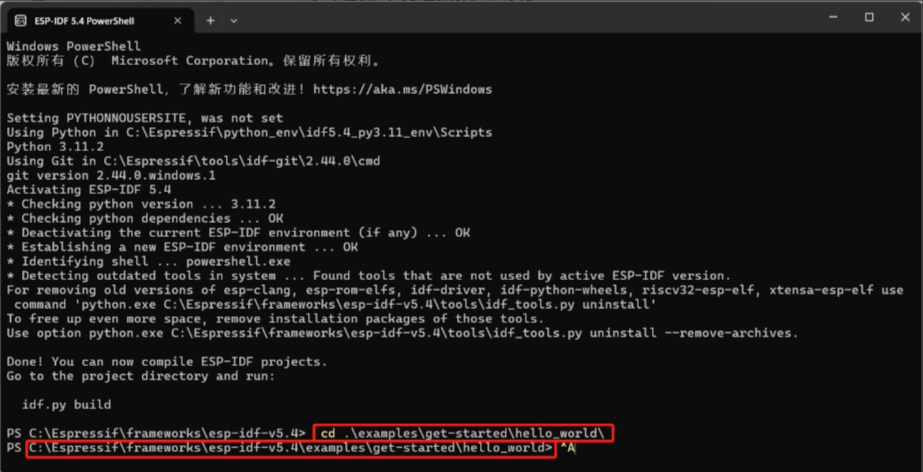 ESP-IDF 5.4 PowerShell
Windows PowerShell
版权所有 (C)  Microsoft Corporation。保留所有权利。
安装最新的 PowerShell，了解新功能和改进！https://aka.ms/PSWindows
Setting PYTHONNOUSERSITE, was not set
Using Python in C:\Espressif\python_env\idf5.4_py3.11_env\Scripts
Python 3.11.2
Using Git in C:\Espressif\tools\idf-git\2.44.0\cmd
git version 2.44.0.windows.1
Activating ESP-IDF 5.4
* Checking python version ... 3.11.2
* Checking python dependencies ... OK
* Deactivating the current ESP-IDF environment (if any) ... OK
* Establishing a new ESP-IDF environment ... OK
* Identifying shell ... powershell.exe
* Detecting outdated tools in system ... Found tools that are not used by active ESP-IDF version.
For removing old versions of esp-clang, esp-rom-elfs, idf-driver, idf-python-wheels, riscv32-esp-elf, xtensa-esp-elf use
 command 'python.exe C:\Espressif\frameworks\esp-idf-v5.4\tools\idf_tools.py uninstall'
To free up even more space, remove installation packages of those tools.
Use option python.exe C:\Espressif\frameworks\esp-idf-v5.4\tools\idf_tools.py uninstall --remove-archives.
Done! You can now compile ESP-IDF projects.
Go to the project directory and run:
  idf.py build
PS C:\Espressif\frameworks\esp-idf-v5.4> cd .\examples\get-started\hello_world\
PS C:\Espressif\frameworks\esp-idf-v5.4\examples\get-started\hello_world> ^A